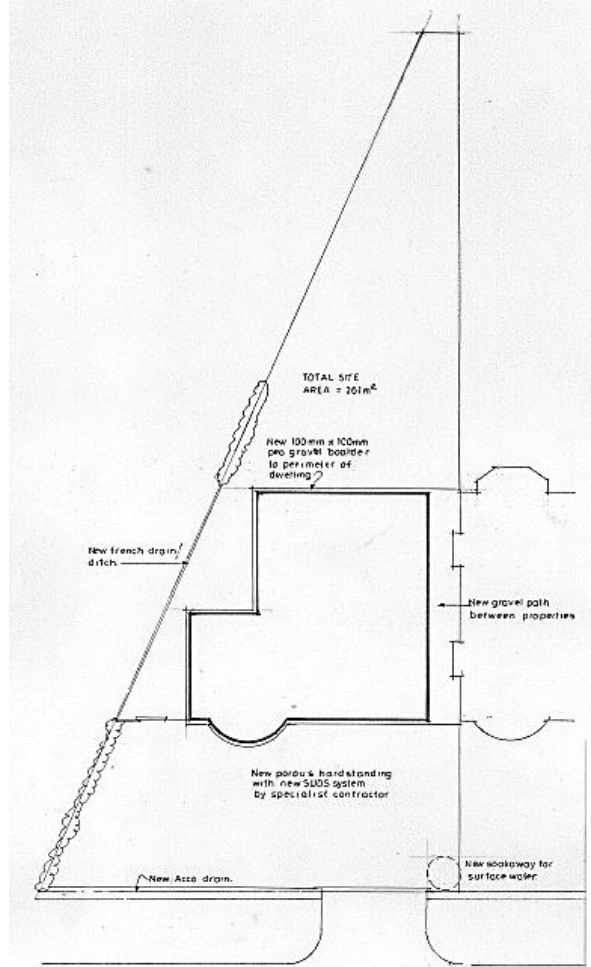 TOTAL SITE
AREA = 261m²
New 100mm x 100mm
pea gravel boarder
to perimeter of
dwelling
New french drain/
ditch
New gravel path
between properties
New porous hardstanding
with new SUDS system
by specialist contractor
New soakaway for
surface water
New Acco drain.